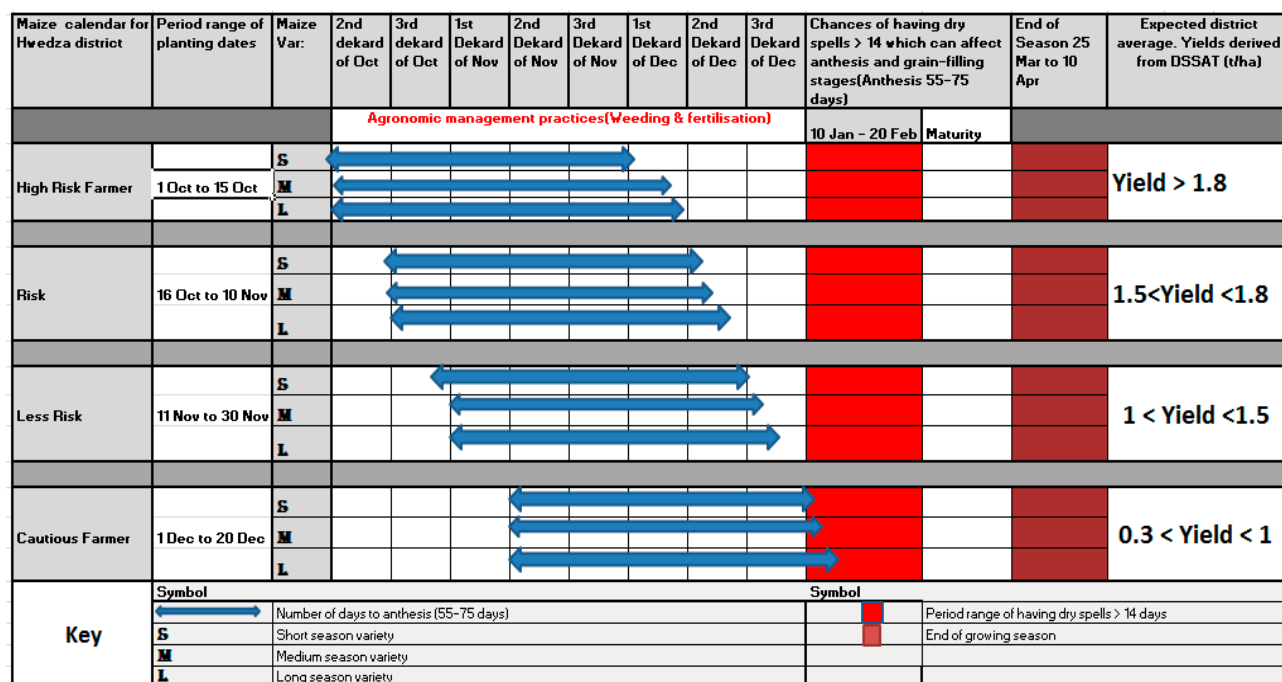 Maize calendar for
Hwedza district
Period range of
planting dates
Maize
Var:
2nd
dekard
of Oct
3rd
dekard
of Oct
1st
Dekard
of Nov
2nd
Dekard
of Nov
3rd
Dekard
of Nov
1st
Dekard
of Dec
2nd
Dekard
of Dec
3rd
Dekard
of Dec
Chances of having dry
spells > 14 which can affect
anthesis and grain-filling
stages(Anthesis 55-75
days)
End of
Season 25
Mar to 10
Apr
Expected district
average. Yields derived
from DSSAT (t/ha)
Agronomic management practices(Weeding & fertilisation)
10 Jan - 20 Feb
Maturity
High Risk Farmer
1 Oct to 15 Oct
S
M
L
Yield > 1.8
Risk
16 Oct to 10 Nov
S
M
L
1.5<Yield <1.8
Less Risk
11 Nov to 30 Nov
S
M
L
1 < Yield <1.5
Cautious Farmer
1 Dec to 20 Dec
S
M
L
0.3 < Yield < 1
Key
Symbol
Symbol
Number of days to anthesis (55-75 days)
Period range of having dry spells > 14 days
S
Short season variety
End of growing season
M
Medium season variety
L
Long season variety